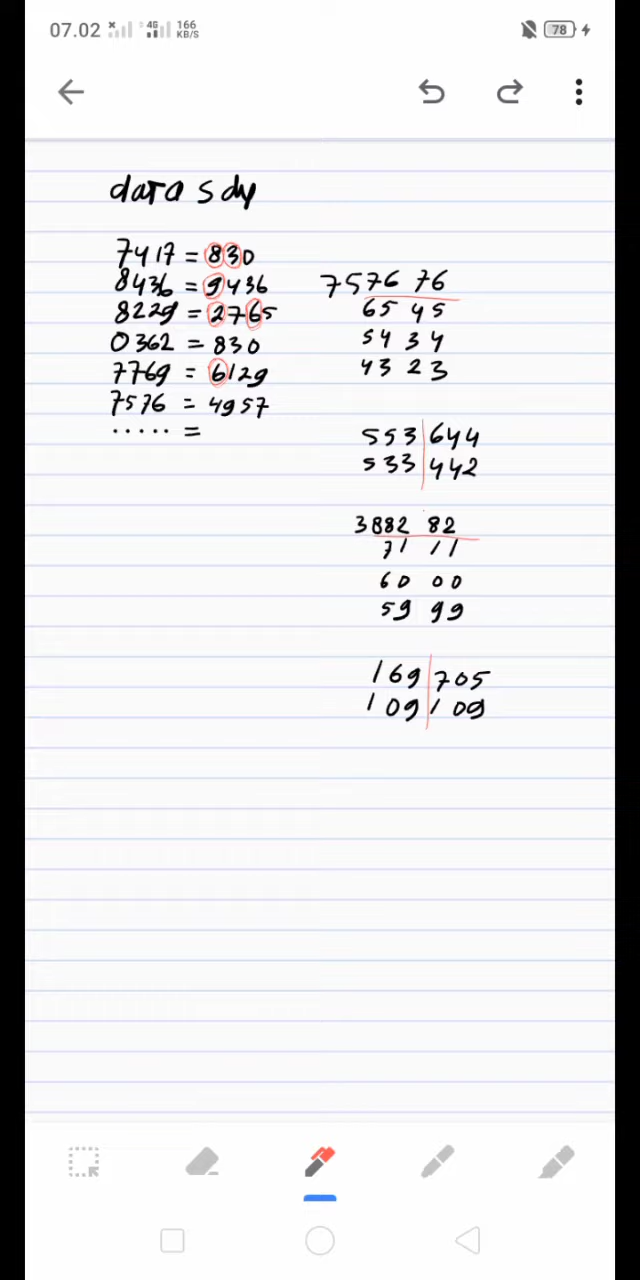 07.02 4G 166 KB/S 78
data sdy
7417 = 830
8436 = 9436
8229 = 2765
0362 = 830
7769 = 6129
7576 = 4957
..... =
7576 76
65 45
54 34
43 23
553 644
533 442
3882 82
71 11
60 00
59 99
169 705
109 109